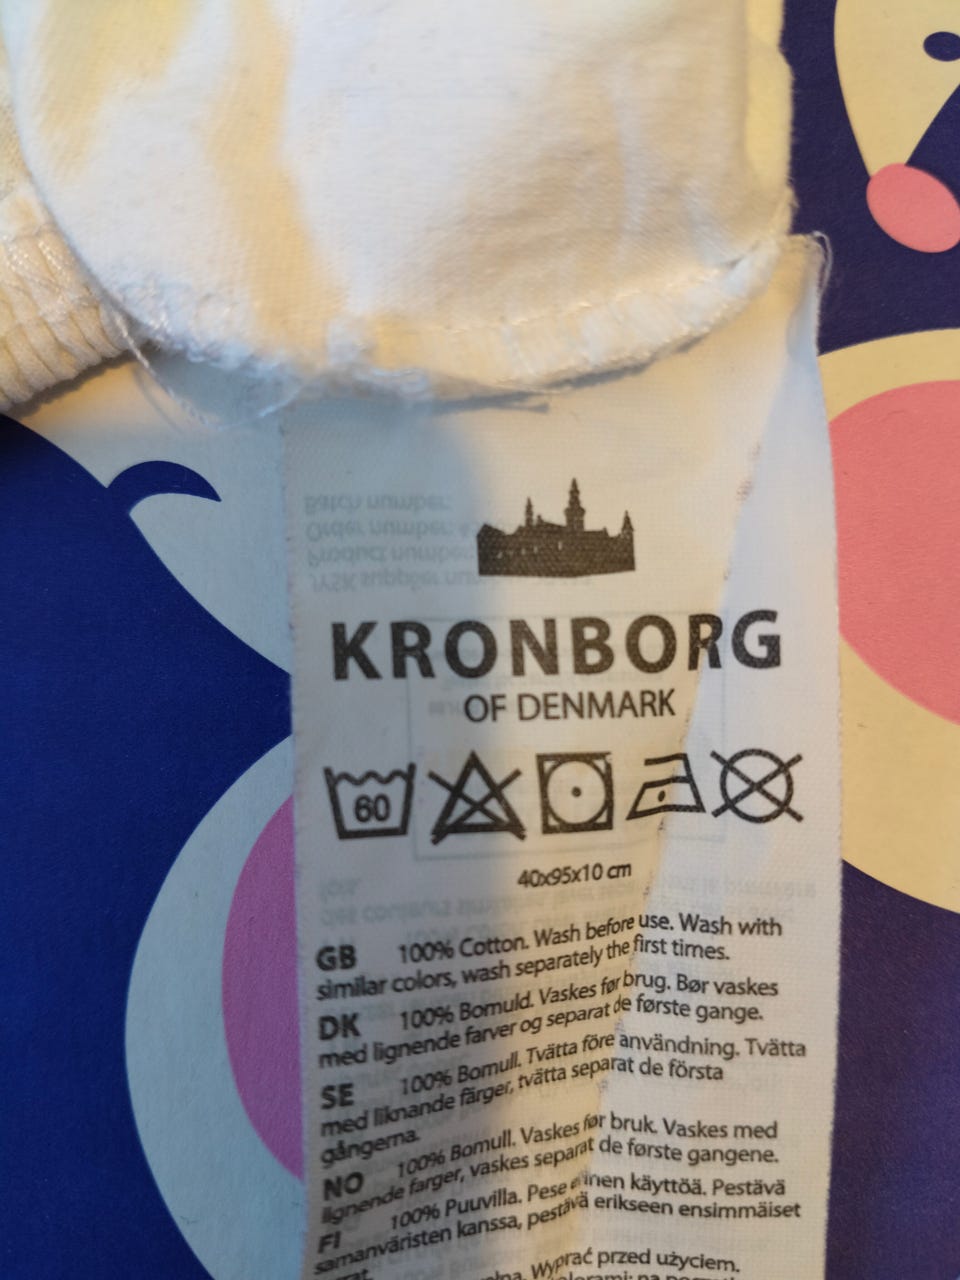 KRONBORG
OF DENMARK
60
40x95x10 cm
GB 100% Cotton. Wash before use. Wash with
similar colors, wash separately the first times.
DK 100% Bomuld. Vaskes før brug. Bør vaskes
med lignende farver og separat de første gange.
SE 100% Bomull. Tvätta före användning. Tvätta
med liknande färger, tvätta separat de första
gångerna.
NO 100% Bomull. Vaskes før bruk. Vaskes med
lignende farger, vaskes separat de første gangene.
FI 100% Puuvilla. Pese käyttöä. Pestävä
samanväristen kanssa, pestävä erikseen ensimmäiset
Wyprać przed użyciem.